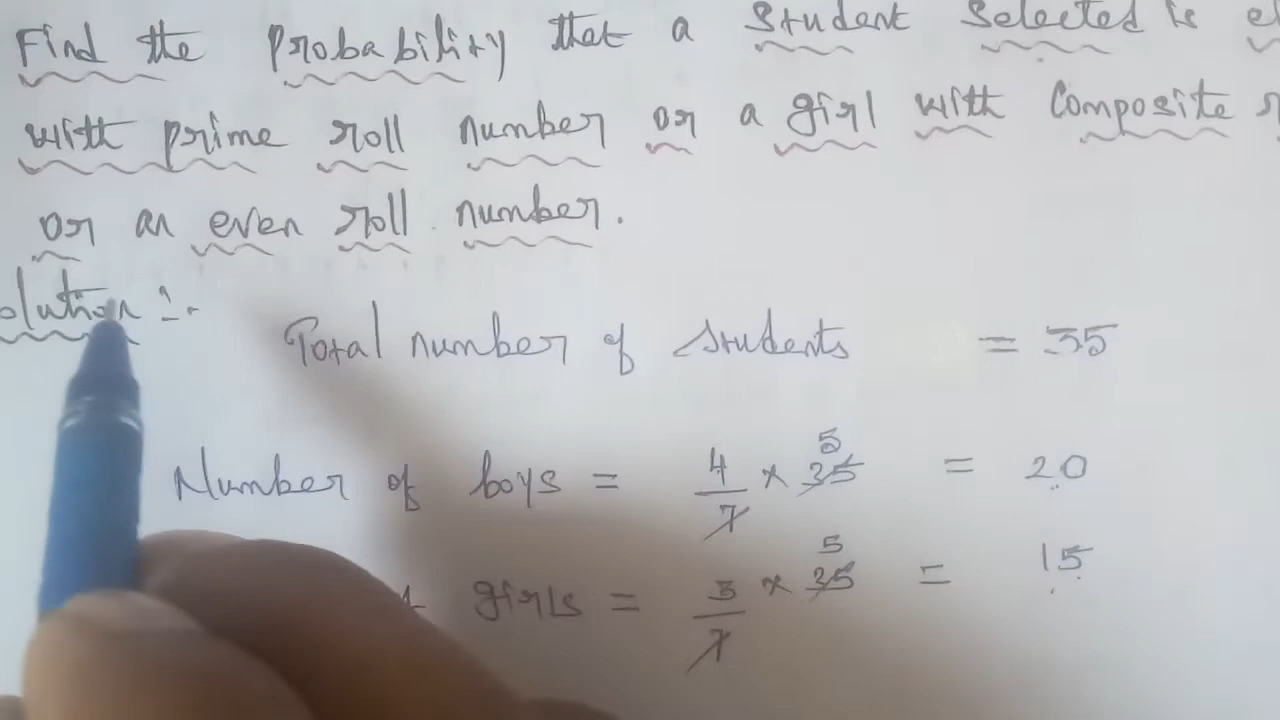 Find the probability that a student selected is
with prime roll number or a girl with composite
or an even roll number.
olution :-
Total number of students = 35
Number of boys = 4/7 × 35 5 = 20
girls = 3/7 × 35 5 = 15